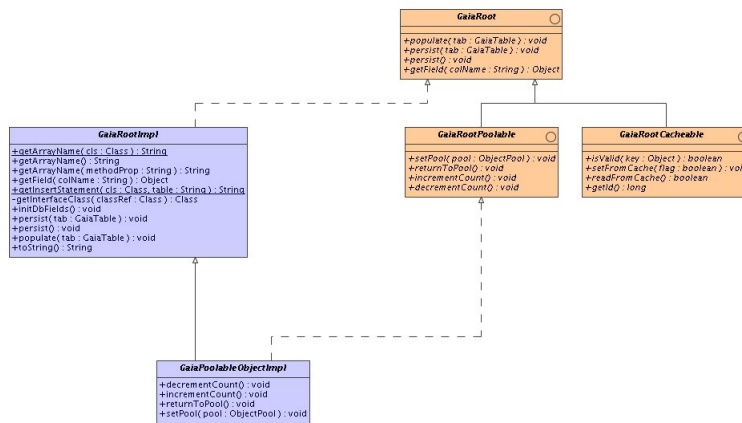 GaiaRoot
+populate( tab : GaiaTable ) : void
+persist( tab : GaiaTable ) : void
+persist() : void
+getField( colName : String ) : Object
GaiaRootImpl
+getArrayName( cls : Class ) : String
+getArrayName() : String
+getArrayName( methodProp : String ) : String
+getField( colName : String ) : Object
+getInsertStatement( cls : Class, table : String ) : String
-getInterfaceClass( classRef : Class ) : Class
+initDbFields() : void
+persist( tab : GaiaTable ) : void
+persist() : void
+populate( tab : GaiaTable ) : void
+toString() : String
GaiaRootPoolable
+setPool( pool : ObjectPool ) : void
+returnToPool() : void
+incrementCount() : void
+decrementCount() : void
GaiaRootCacheable
+isValid( key : Object ) : boolean
+setFromCache( flag : boolean ) : void
+readFromCache() : boolean
+getId() : long
GaiaPoolableObjectImpl
+decrementCount() : void
+incrementCount() : void
+returnToPool() : void
+setPool( pool : ObjectPool ) : void